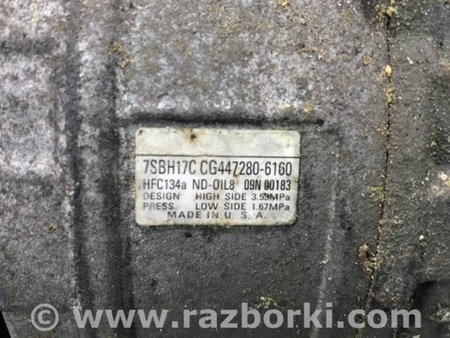 7SBH17C CG447280-6160
HFC134a ND-OIL8 09N 00183
DESIGN HIGH SIDE 3.53MPa
PRESS LOW SIDE 1.67MPa
MADE IN U.S.A.
www.razborki.com